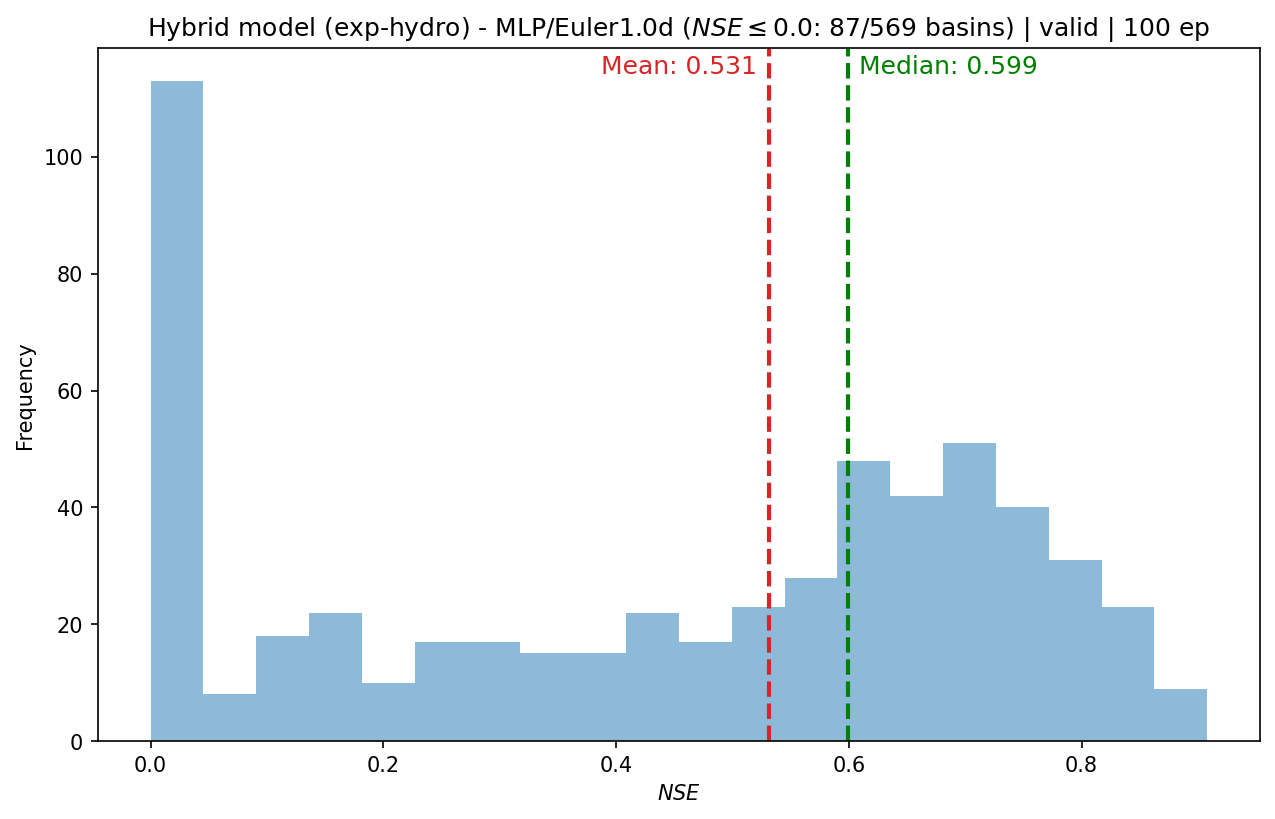 Hybrid model (exp-hydro) - MLP/Euler1.0d (NSE ≤ 0.0: 87/569 basins) | valid | 100 ep
Mean: 0.531
Median: 0.599
100
80
60
40
20
0
Frequency
0.0
0.2
0.4
0.6
0.8
NSE